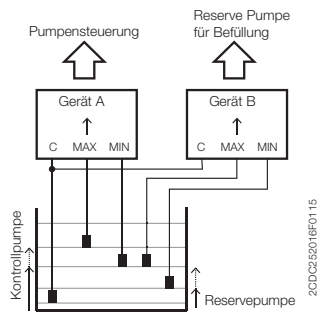 Pumpensteuerung
Reserve Pumpe
für Befüllung
Gerät A
C MAX MIN
Gerät B
C MAX MIN
Kontrollpumpe
Reservepumpe
2CDC252016F0115